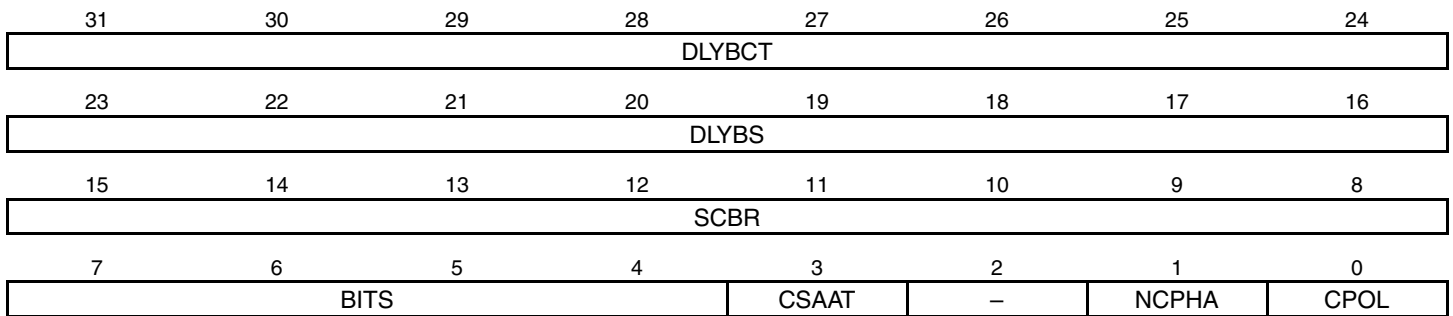 31 30 29 28 27 26 25 24
DLYBCT
23 22 21 20 19 18 17 16
DLYBS
15 14 13 12 11 10 9 8
SCBR
7 6 5 4 3 2 1 0
BITS CSAAT – NCPHA CPOL